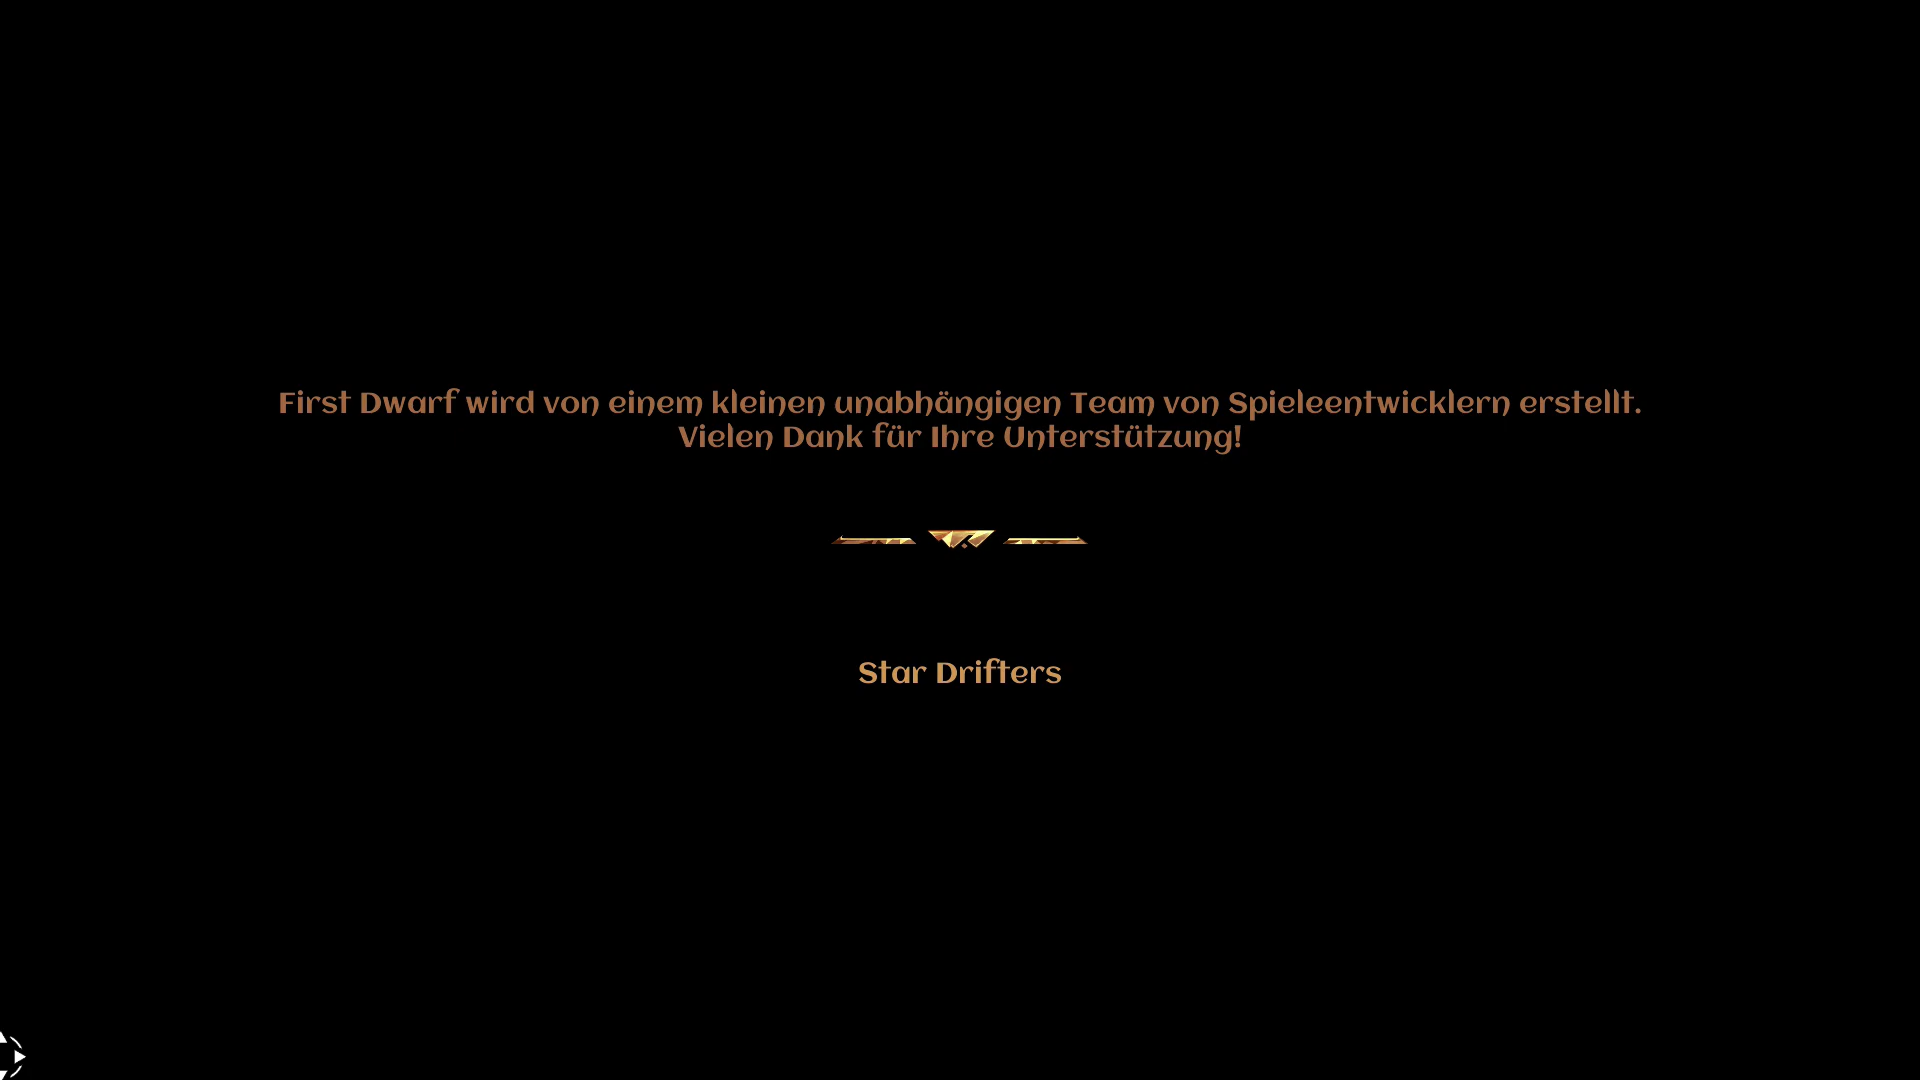 First Dwarf wird von einem kleinen unabhängigen Team von Spieleentwicklern erstellt.
Vielen Dank für Ihre Unterstützung!
Star Drifters